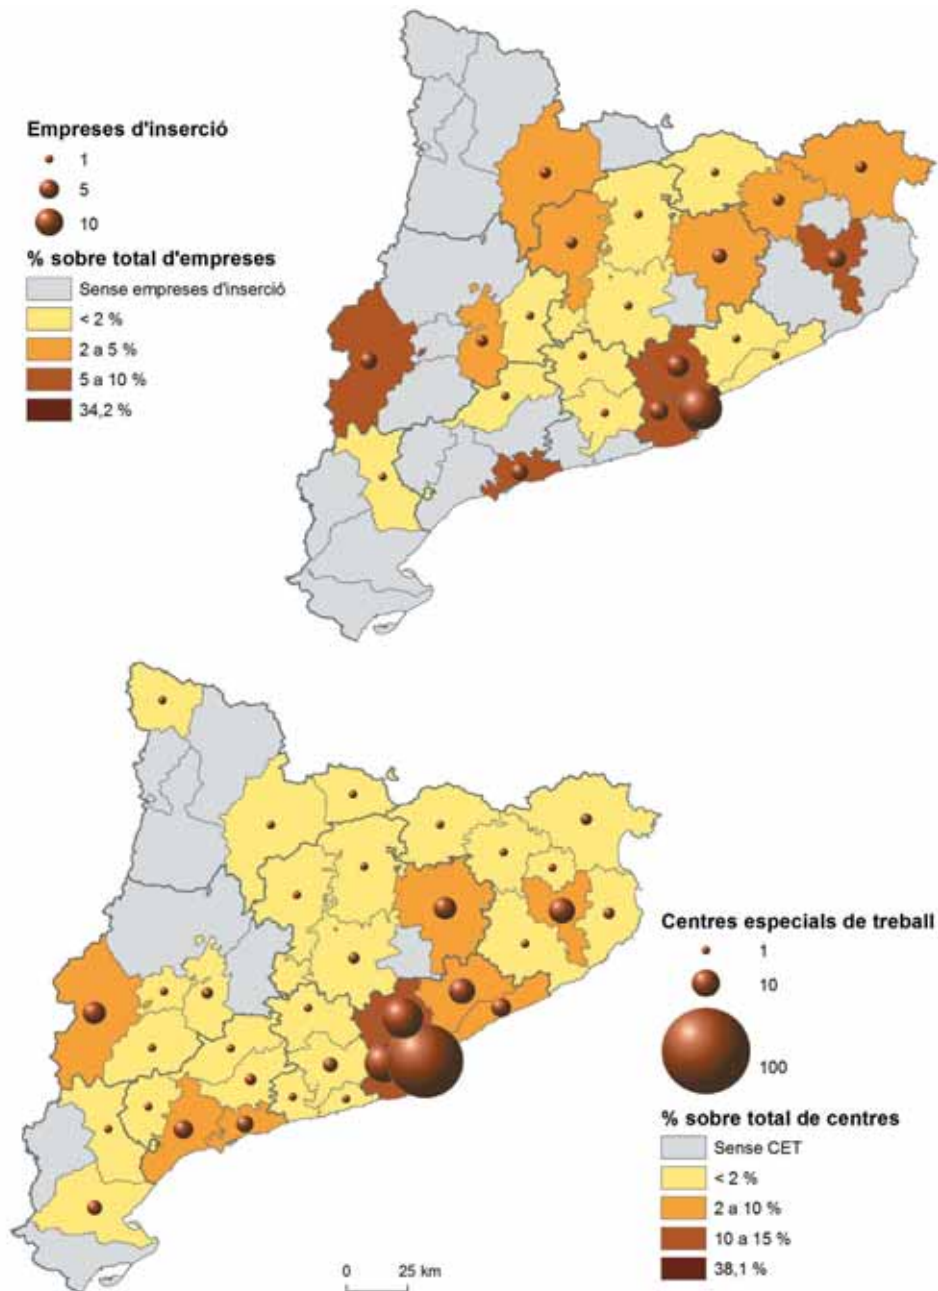 Empreses d'inserció
1
5
10
% sobre total d'empreses
Sense empreses d'inserció
< 2 %
2 a 5 %
5 a 10 %
34,2 %
Centres especials de treball
1
10
100
% sobre total de centres
Sense CET
< 2 %
2 a 10 %
10 a 15 %
38,1 %
0 25 km